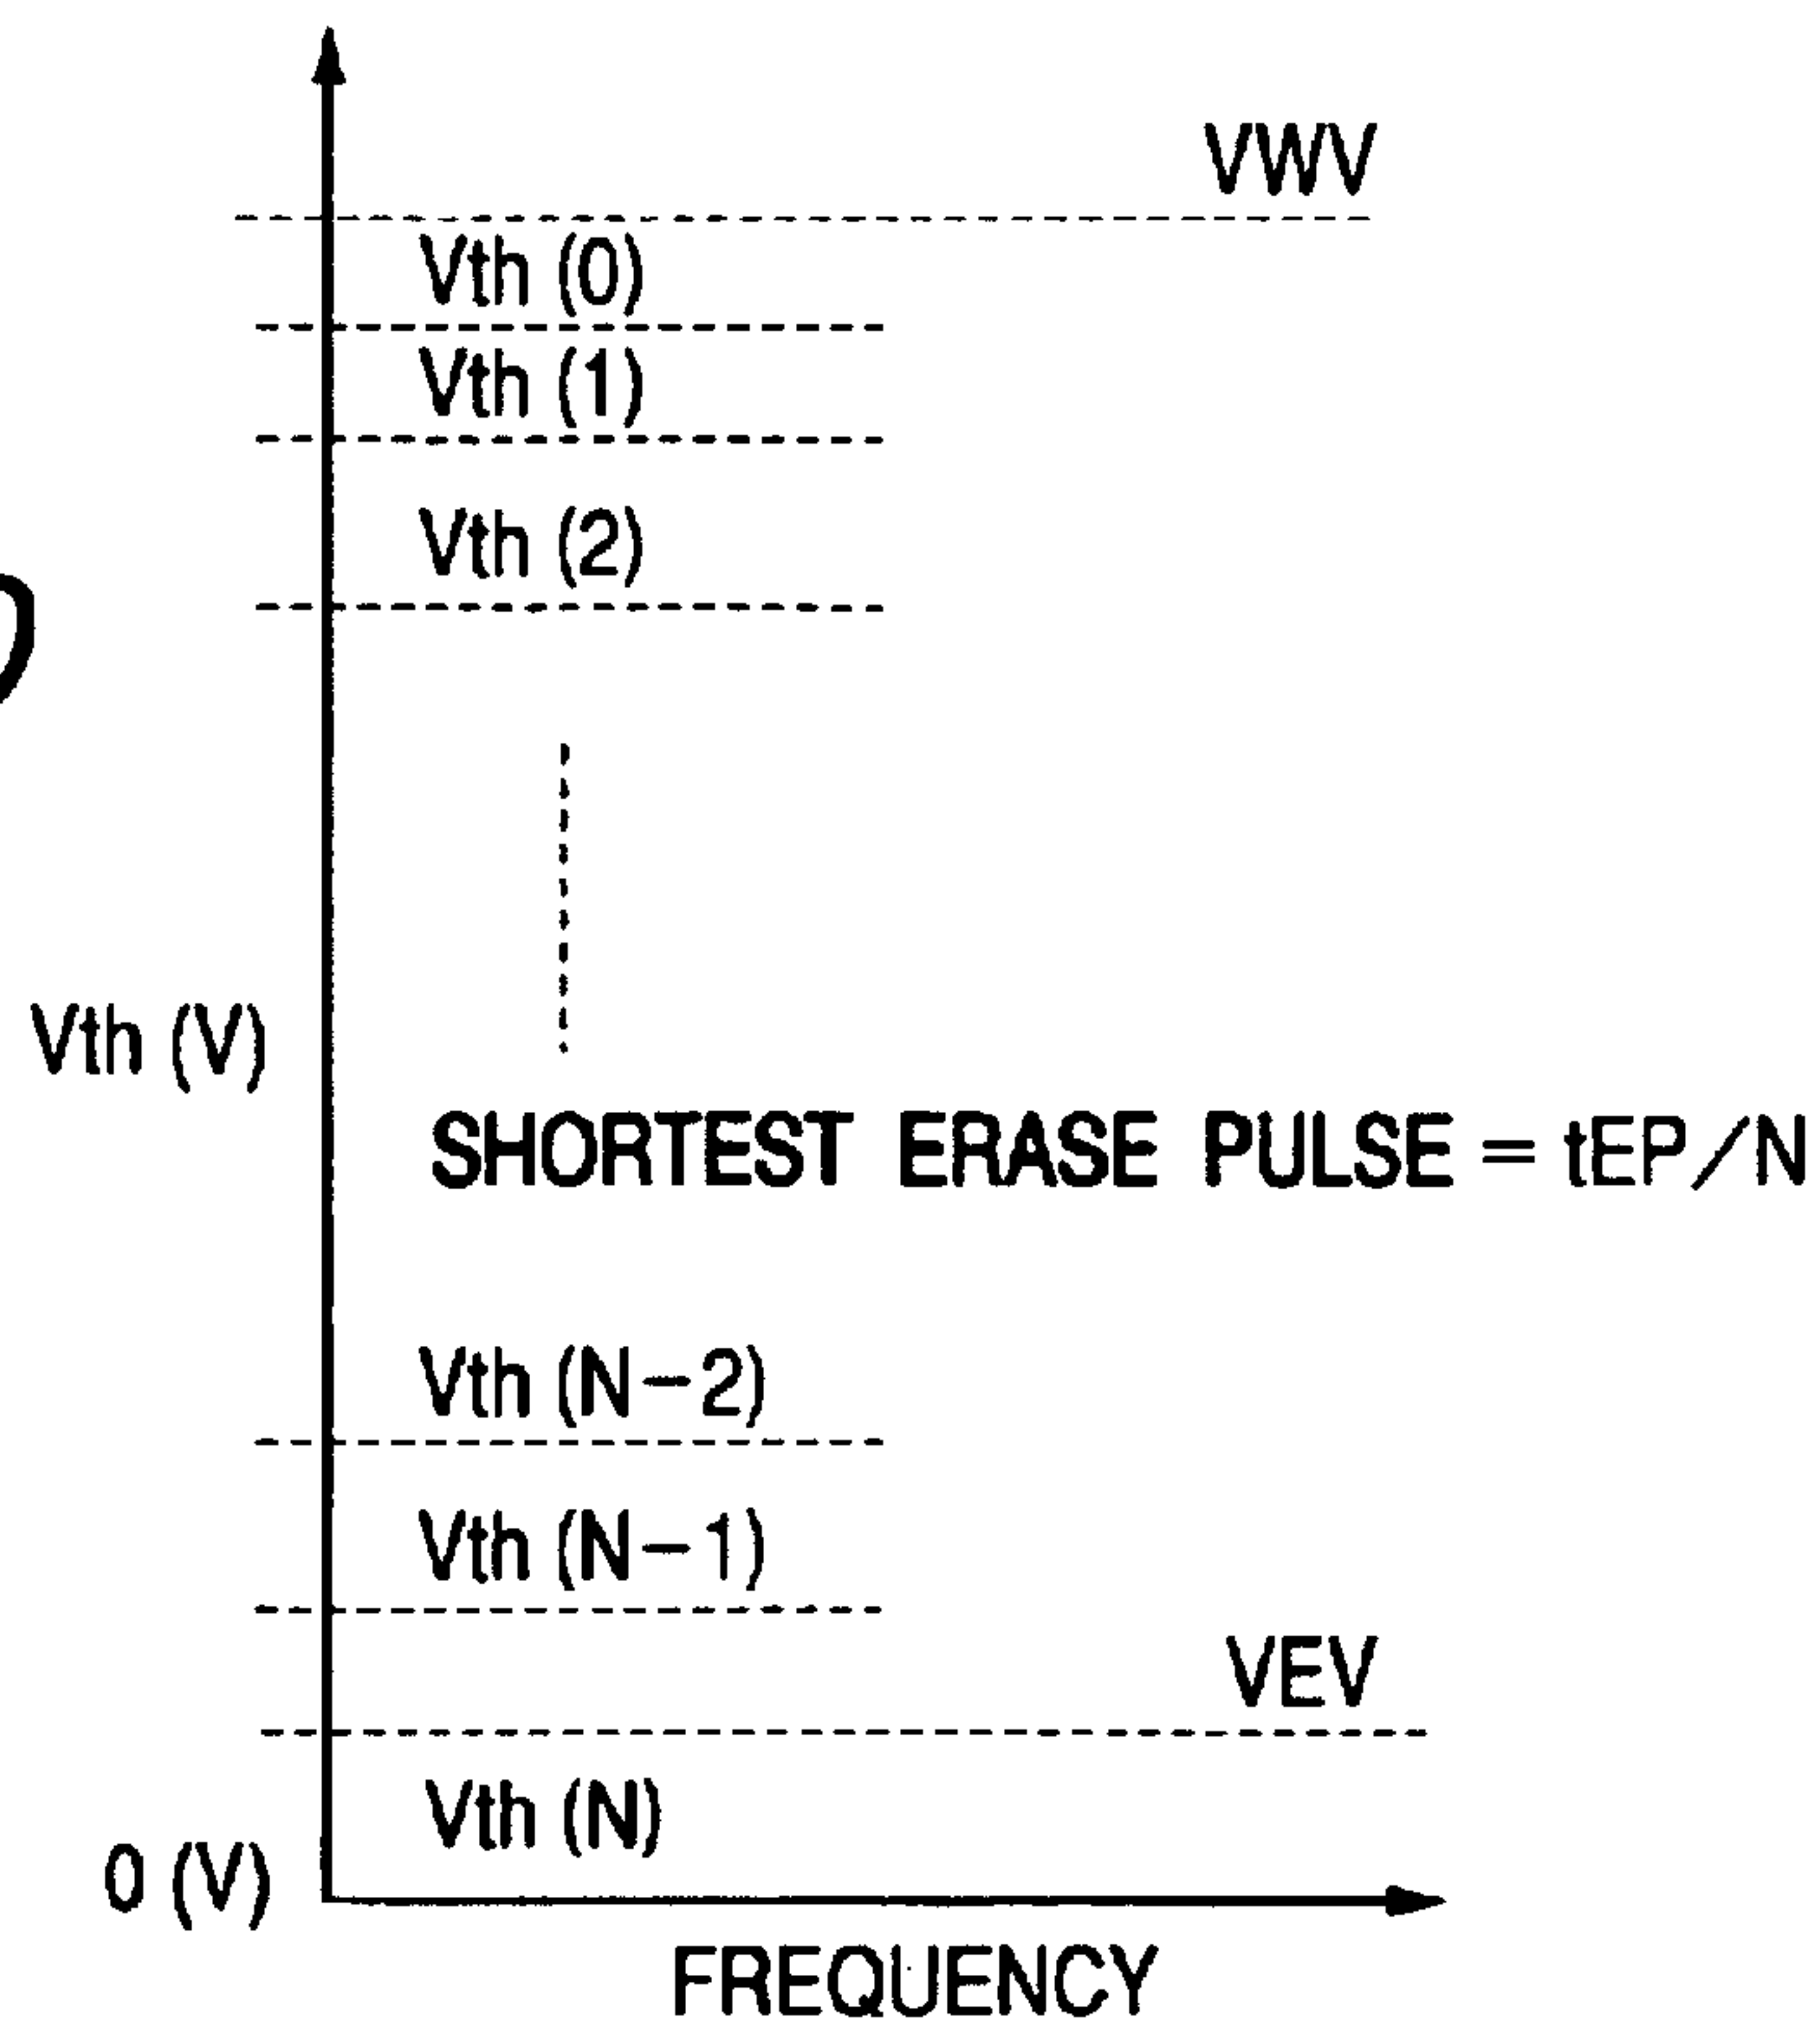 VWV
Vth (0)
Vth (1)
Vth (2)
Vth (V)
SHORTEST ERASE PULSE = tEP/N
Vth (N-2)
Vth (N-1)
VEV
Vth (N)
0 (V)
FREQUENCY